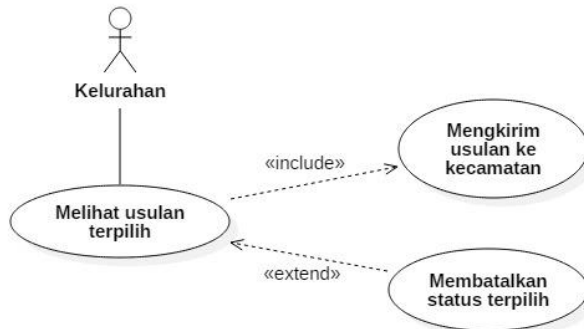 Kelurahan
Mengkirim
usulan ke
kecamatan
«include»
Melihat usulan
terpilih
«extend»
Membatalkan
status terpilih